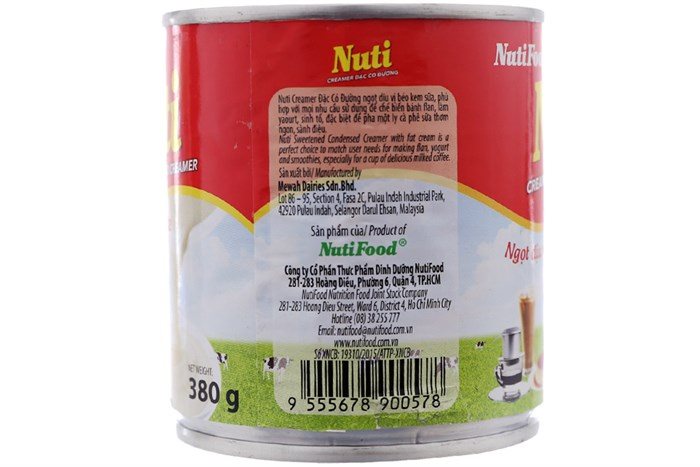 Nuti
CREAMER ĐẶC CÓ ĐƯỜNG
Nuti Creamer Đặc Có Đường ngọt dịu vị béo kem sữa, phù
hợp với mọi nhu cầu sử dụng để chế biến bánh flan, làm
yaourt, sinh tố, đặc biệt để pha một ly cà phê sữa thơm
ngon, sành điệu.
Nuti Sweetened Condensed Creamer with fat cream is a
perfect choice to match user needs for making flan, yogurt
and smoothies, especially for a cup of delicious milked coffee.
Sản xuất bởi/ Manufactured by
Mewah Dairies Sdn.Bhd.
Lot 86 – 95, Section 4, Fasa 2C, Pulau Indah Industrial Park,
42920 Pulau Indah, Selangor Darul Ehsan, Malaysia
Sản phẩm của/ Product of
NutiFood®
Công ty Cổ Phần Thực Phẩm Dinh Dưỡng NutiFood
281-283 Hoàng Diệu, Phường 6, Quận 4, TP.HCM
NutiFood Nutrition Food Joint Stock Company
281-283 Hoang Dieu Street, Ward 6, District 4, Ho Chi Minh City
Hotline (08) 38 255 777
Email: nutifood@nutifood.com.vn
www.nutifood.com.vn
Số XNCB: 19310/2015/ATTP-XNCB
9 555678 900578
NET WEIGHT:
380 g
ti
CREAMER
NutiFoo
CREAM
Ngọt